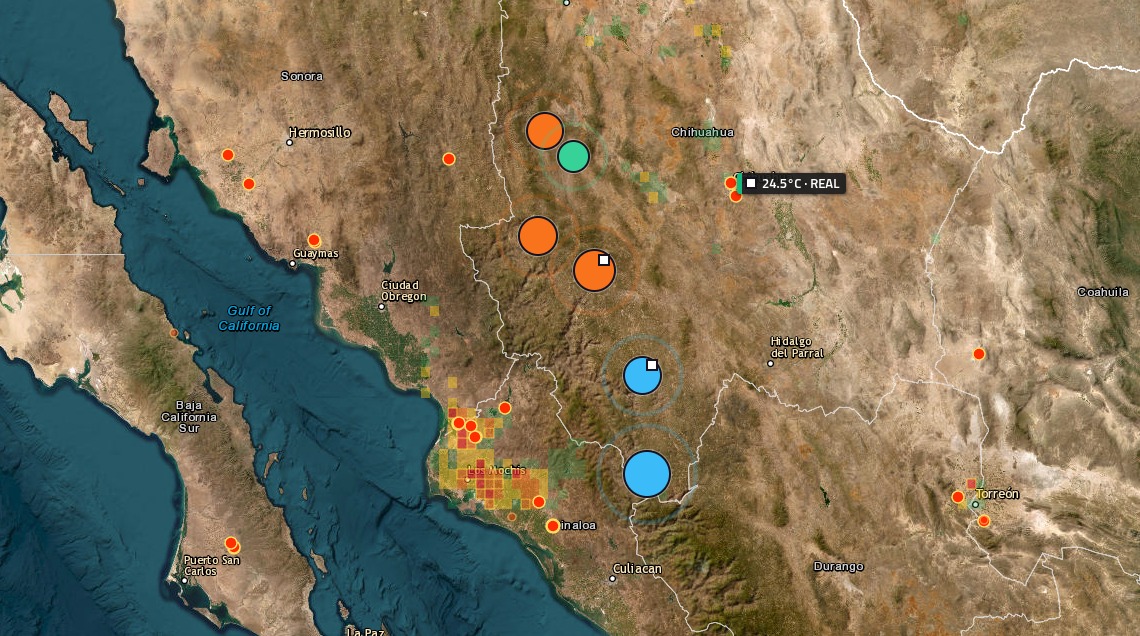 Sonora
Hermosillo
Chihuahua
24.5°C · REAL
Guaymas
Ciudad
Obregon
Coahuila
Gulf of
California
Hidalgo
del Parral
Baja
California
Sur
Los Mochis
Torreón
inaloa
Puerto San
Carlos
Culiacan
Durango
La Paz